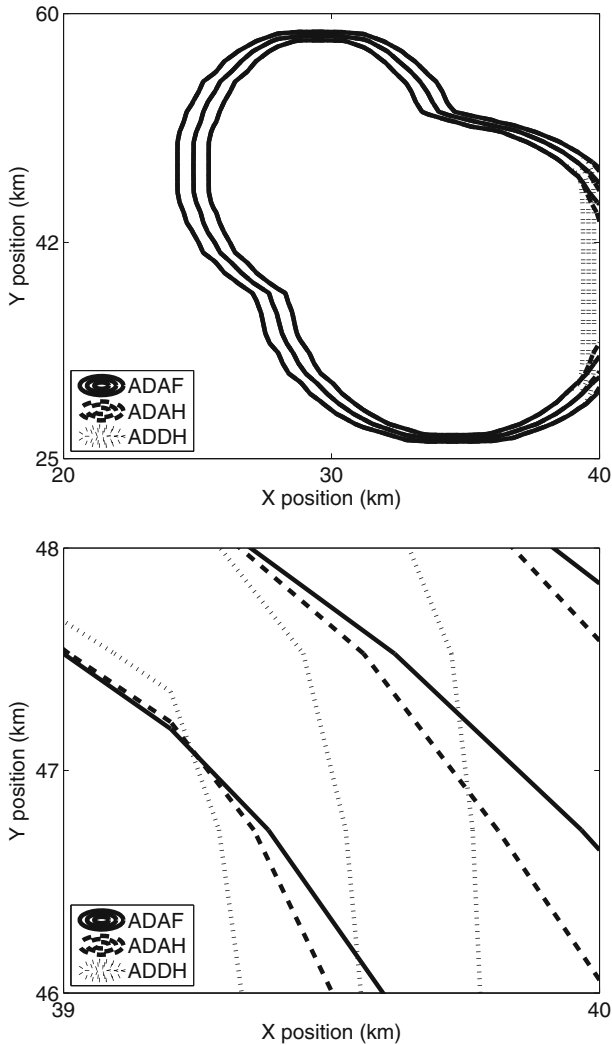 60
42
25
Y position (km)
ADAF
ADAH
ADDH
20
30
40
X position (km)
48
47
46
Y position (km)
ADAF
ADAH
ADDH
39
40
X position (km)